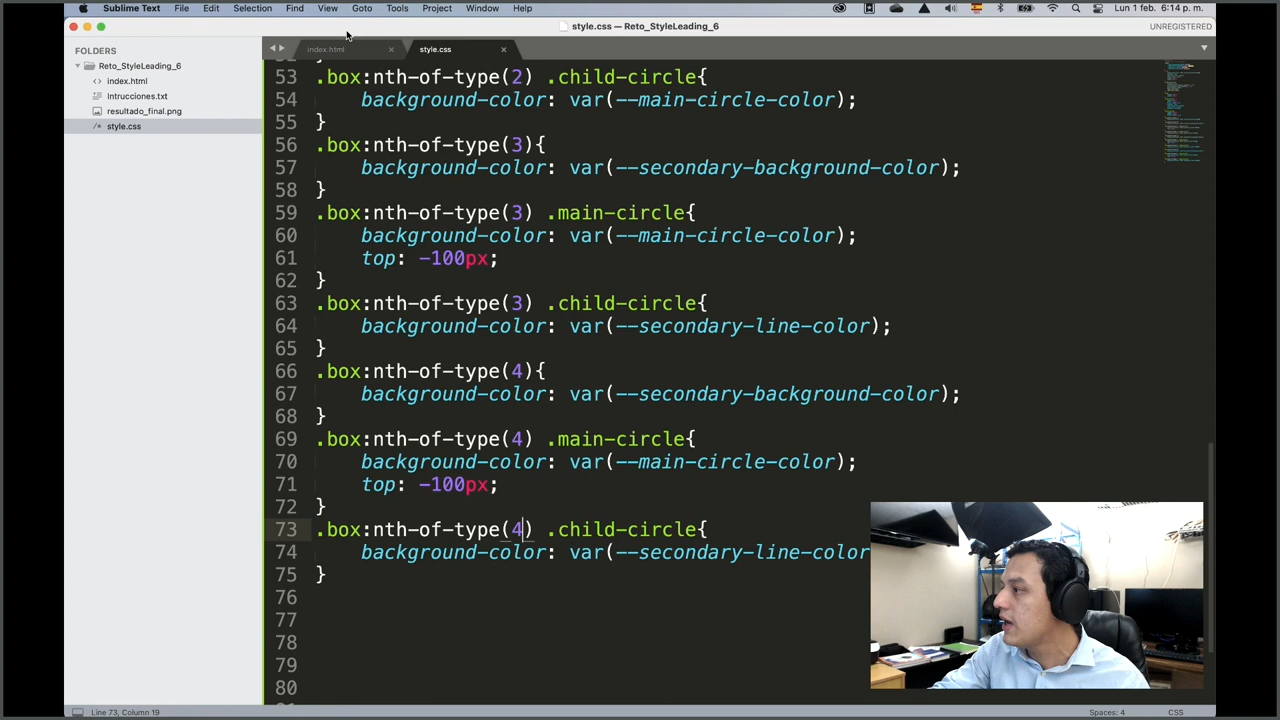 Sublime Text File Edit Selection Find View Goto Tools Project Window Help Lun 1 feb. 6:14 p. m.
style.css — Reto_StyleLeading_6 UNREGISTERED
FOLDERS
Reto_StyleLeading_6
index.html
Intrucciones.txt
resultado_final.png
style.css
index.html style.css
53 .box:nth-of-type(2) .child-circle{
54 background-color: var(--main-circle-color);
55 }
56 .box:nth-of-type(3){
57 background-color: var(--secondary-background-color);
58 }
59 .box:nth-of-type(3) .main-circle{
60 background-color: var(--main-circle-color);
61 top: -100px;
62 }
63 .box:nth-of-type(3) .child-circle{
64 background-color: var(--secondary-line-color);
65 }
66 .box:nth-of-type(4){
67 background-color: var(--secondary-background-color);
68 }
69 .box:nth-of-type(4) .main-circle{
70 background-color: var(--main-circle-color);
71 top: -100px;
72 }
73 .box:nth-of-type(4) .child-circle{
74 background-color: var(--secondary-line-color
75 }
76
77
78
79
80
Line 73, Column 19 Spaces: 4 CSS